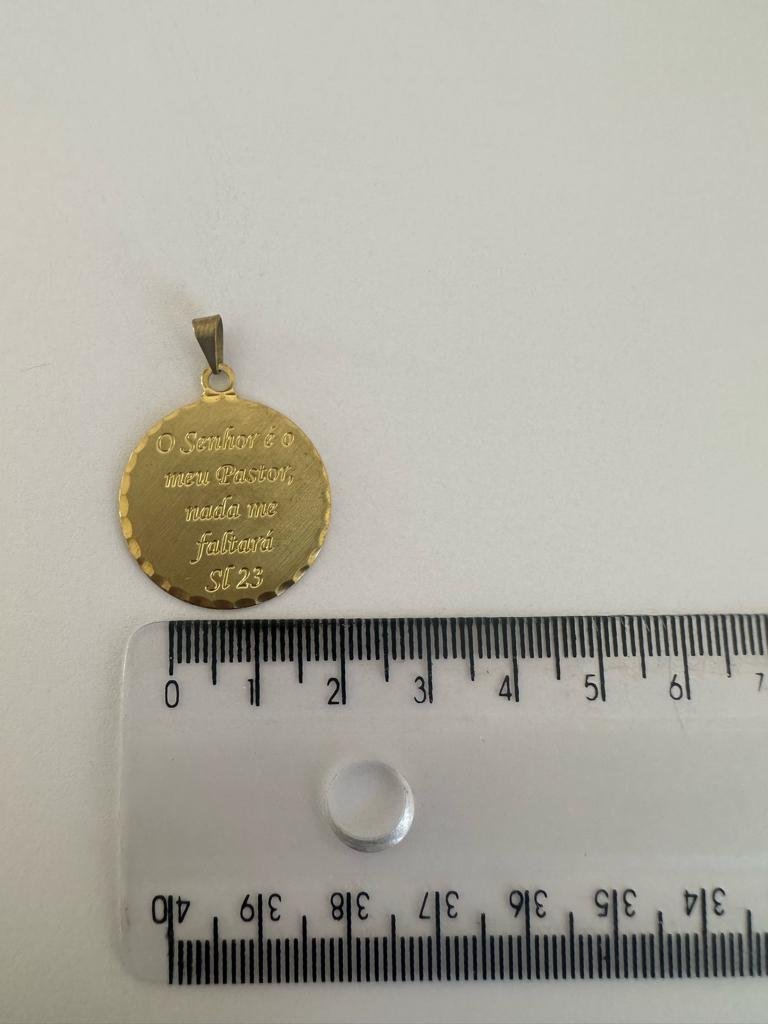 O Senhor é o
meu Pastor,
nada me
faltará
Sl 23
0 1 2 3 4 5 6 7
40 39 38 37 36 35 34